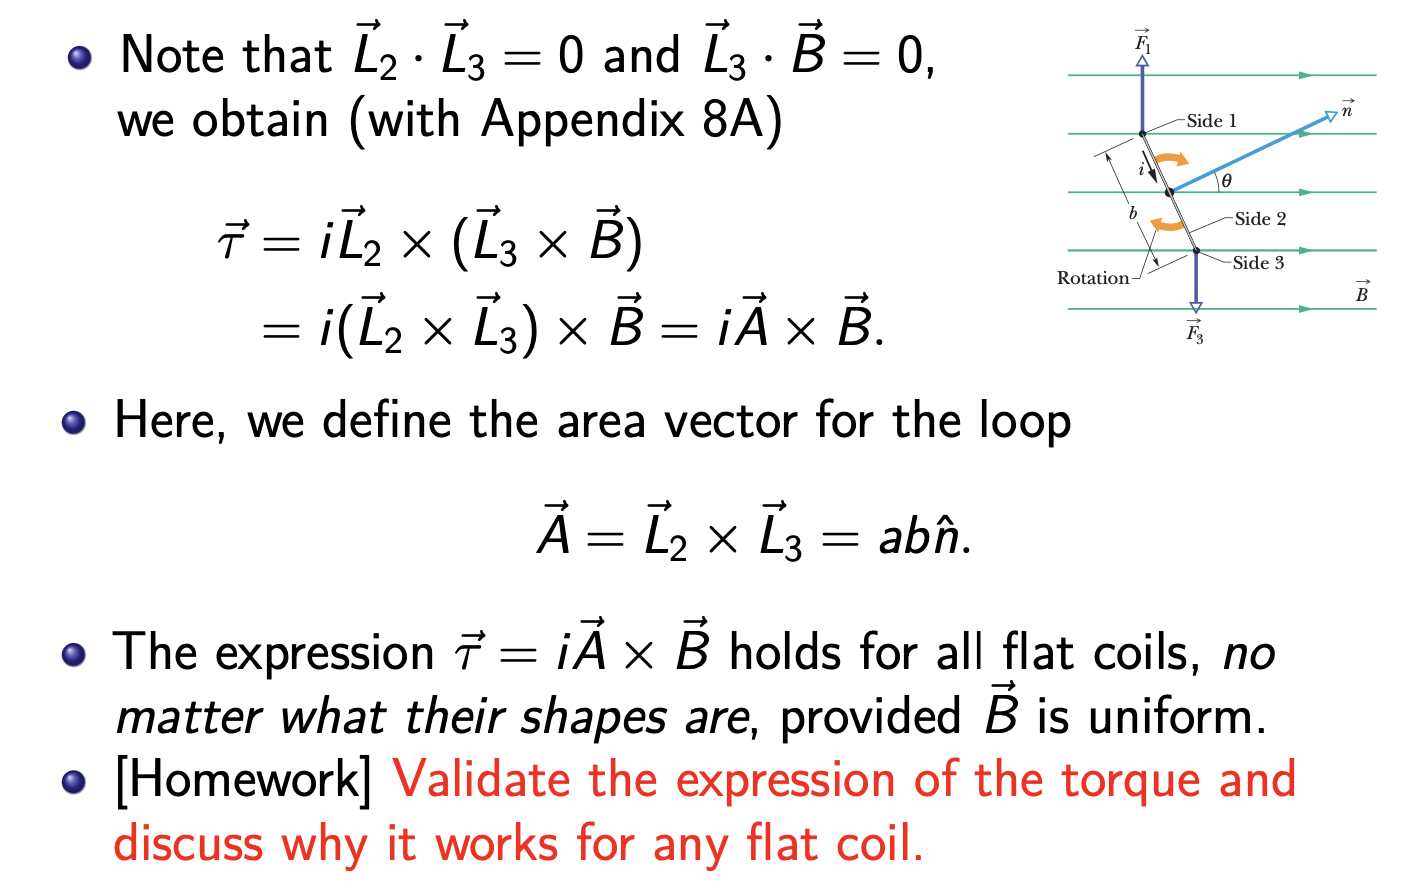 Note that $\vec{L}_2 \cdot \vec{L}_3 = 0$ and $\vec{L}_3 \cdot \vec{B} = 0$,
we obtain (with Appendix 8A)
$\vec{\tau} = i\vec{L}_2 \times (\vec{L}_3 \times \vec{B})$
$= i(\vec{L}_2 \times \vec{L}_3) \times \vec{B} = i\vec{A} \times \vec{B}.$
$\vec{F}_1$
Side 1
$\vec{n}$
i
θ
b
Side 2
Side 3
Rotation
$\vec{B}$
$\vec{F}_3$
Here, we define the area vector for the loop
$\vec{A} = \vec{L}_2 \times \vec{L}_3 = ab\hat{n}.$
The expression $\vec{\tau} = i\vec{A} \times \vec{B}$ holds for all flat coils, no
matter what their shapes are, provided $\vec{B}$ is uniform.
[Homework] Validate the expression of the torque and
discuss why it works for any flat coil.